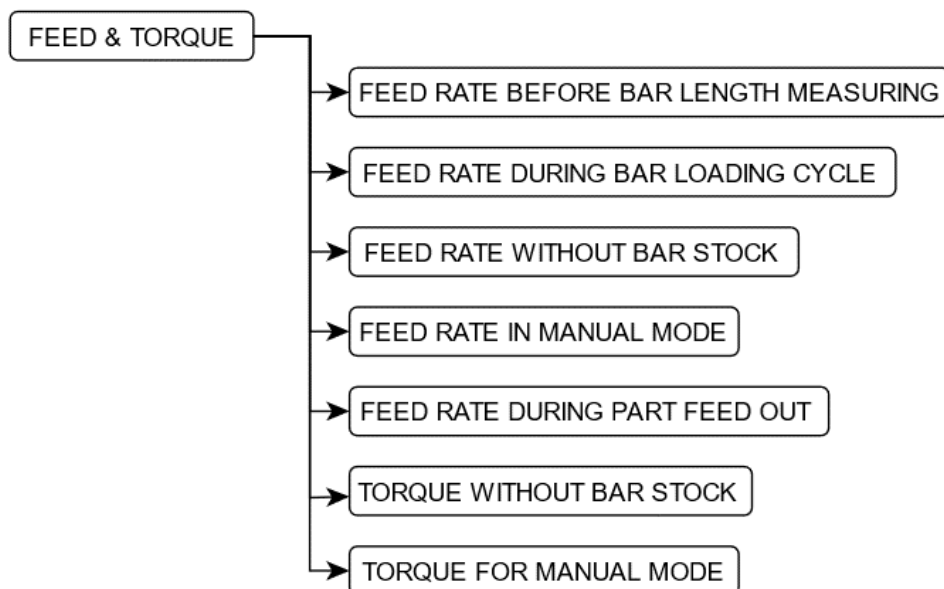 FEED & TORQUE
FEED RATE BEFORE BAR LENGTH MEASURING
FEED RATE DURING BAR LOADING CYCLE
FEED RATE WITHOUT BAR STOCK
FEED RATE IN MANUAL MODE
FEED RATE DURING PART FEED OUT
TORQUE WITHOUT BAR STOCK
TORQUE FOR MANUAL MODE